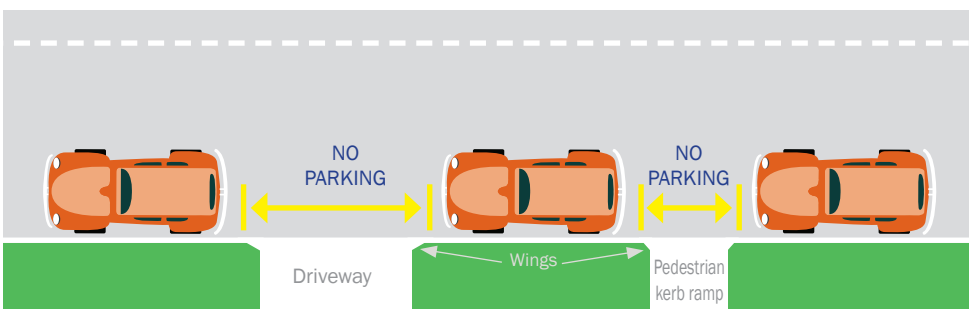 NO
PARKING
NO
PARKING
Wings
Driveway
Pedestrian
kerb ramp